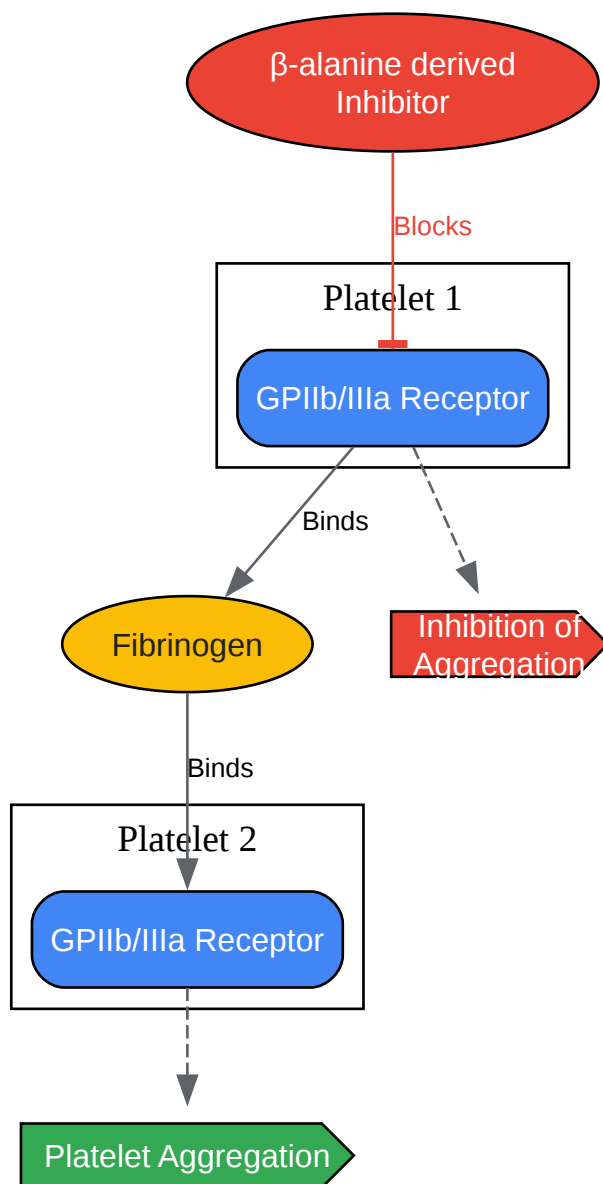 β-alanine derived
Inhibitor
Blocks
Platelet 1
GPIIb/IIIa Receptor
Binds
Fibrinogen
Inhibition of
Aggregation
Binds
Platelet 2
GPIIb/IIIa Receptor
Platelet Aggregation